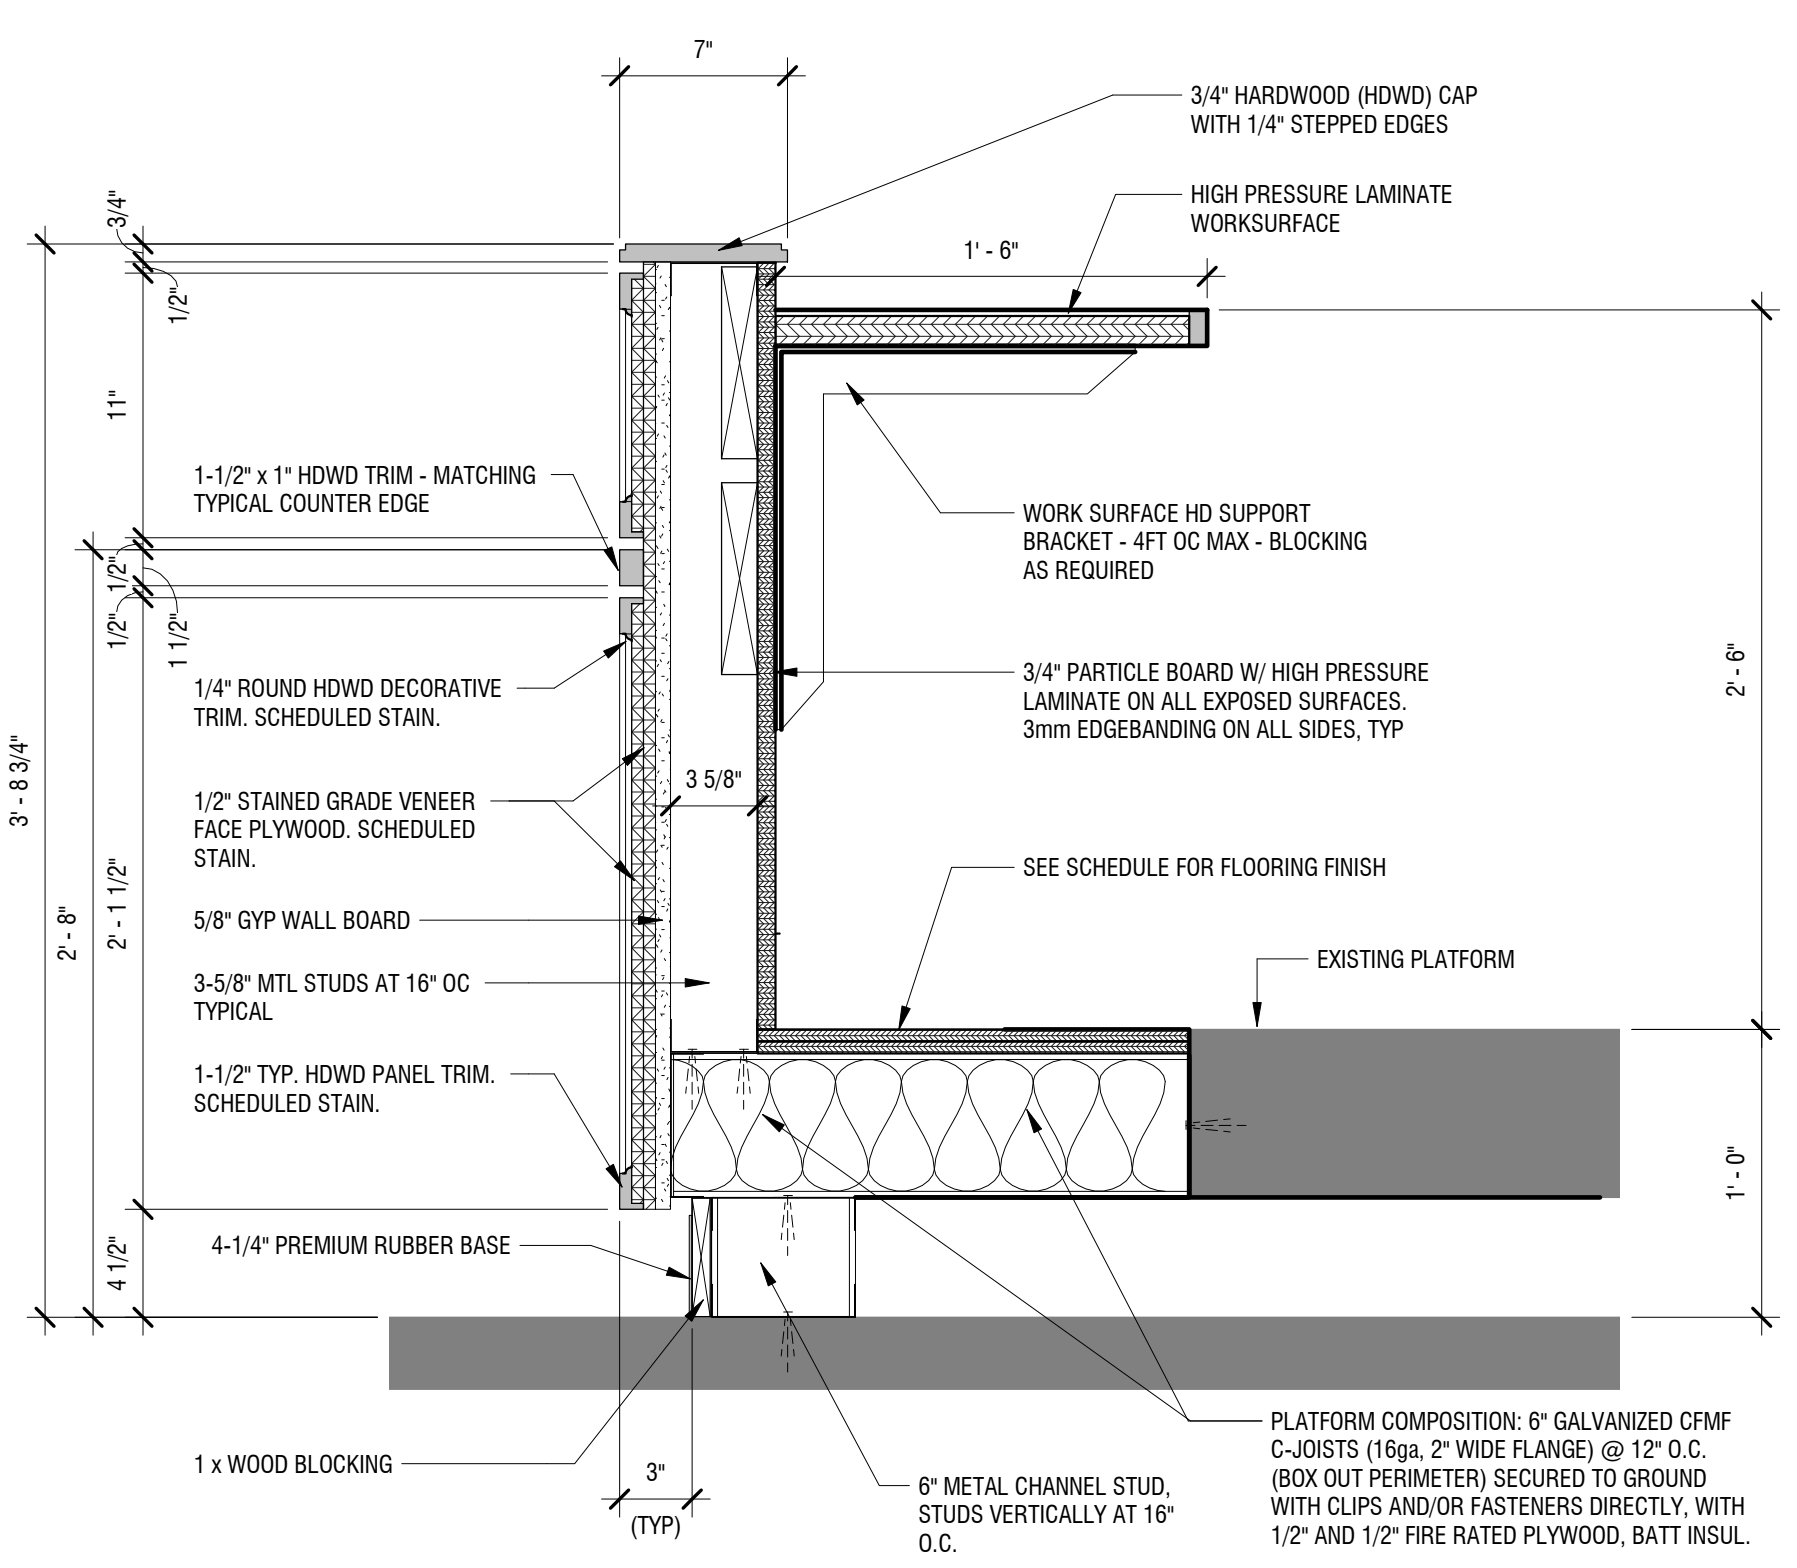 7"
3/4" HARDWOOD (HDWD) CAP
WITH 1/4" STEPPED EDGES
HIGH PRESSURE LAMINATE
WORKSURFACE
1' - 6"
3/4"
1/2"
11"
1-1/2" x 1" HDWD TRIM - MATCHING
TYPICAL COUNTER EDGE
WORK SURFACE HD SUPPORT
BRACKET - 4FT OC MAX - BLOCKING
AS REQUIRED
1/2"
1/2"
1 1/2"
1/4" ROUND HDWD DECORATIVE
TRIM. SCHEDULED STAIN.
3/4" PARTICLE BOARD W/ HIGH PRESSURE
LAMINATE ON ALL EXPOSED SURFACES.
3mm EDGEBANDING ON ALL SIDES, TYP
2' - 6"
3' - 8 3/4"
3 5/8"
1/2" STAINED GRADE VENEER
FACE PLYWOOD. SCHEDULED
STAIN.
SEE SCHEDULE FOR FLOORING FINISH
2' - 8"
2' - 1 1/2"
5/8" GYP WALL BOARD
EXISTING PLATFORM
3-5/8" MTL STUDS AT 16" OC
TYPICAL
1-1/2" TYP. HDWD PANEL TRIM.
SCHEDULED STAIN.
1' - 0"
4-1/4" PREMIUM RUBBER BASE
4 1/2"
1 x WOOD BLOCKING
3"
(TYP)
6" METAL CHANNEL STUD,
STUDS VERTICALLY AT 16"
O.C.
PLATFORM COMPOSITION: 6" GALVANIZED CFMF
C-JOISTS (16ga, 2" WIDE FLANGE) @ 12" O.C.
(BOX OUT PERIMETER) SECURED TO GROUND
WITH CLIPS AND/OR FASTENERS DIRECTLY, WITH
1/2" AND 1/2" FIRE RATED PLYWOOD, BATT INSUL.